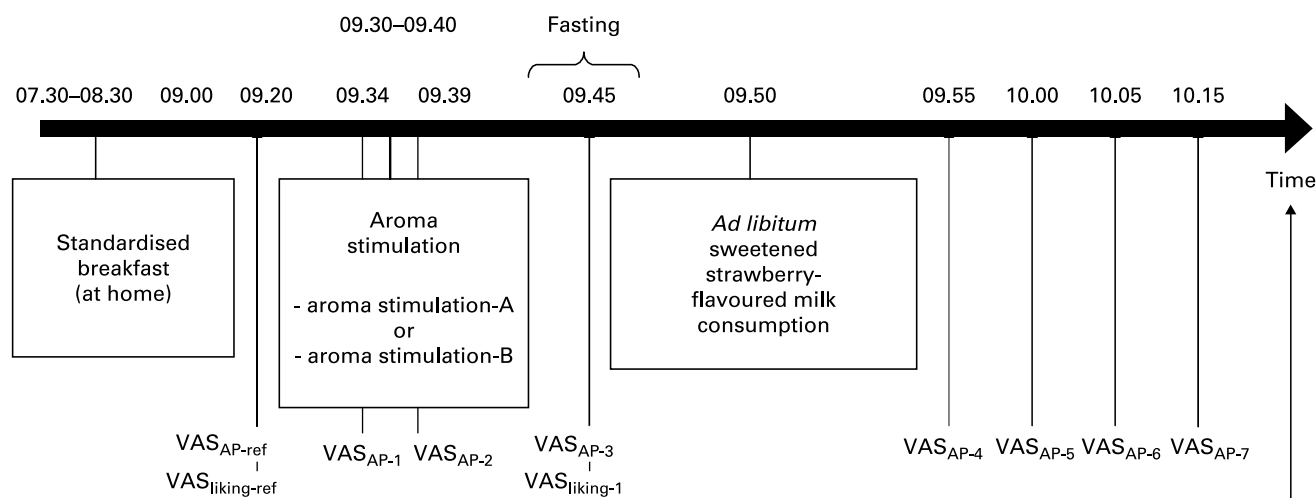 09.30–09.40 Fasting
07.30–08.30 09.00 09.20 09.34 09.39 09.45 09.50 09.55 10.00 10.05 10.15
Time
Standardised
breakfast
(at home)
Aroma
stimulation
- aroma stimulation-A
or
- aroma stimulation-B
Ad libitum
sweetened
strawberry-
flavoured milk
consumption
VASAP-ref VASAP-1 VASAP-2 VASAP-3 VASAP-4 VASAP-5 VASAP-6 VASAP-7
VASliking-ref VASliking-1